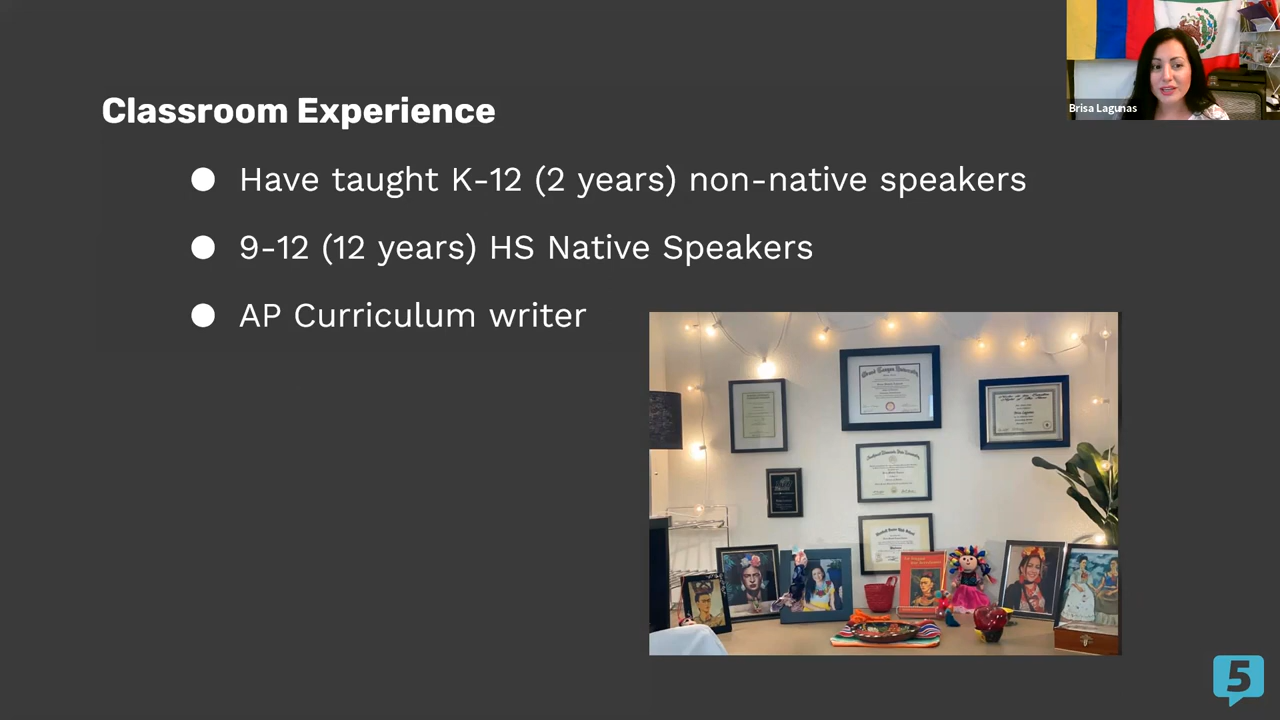 Brisa Lagunas
Classroom Experience
Have taught K-12 (2 years) non-native speakers
9-12 (12 years) HS Native Speakers
AP Curriculum writer
5